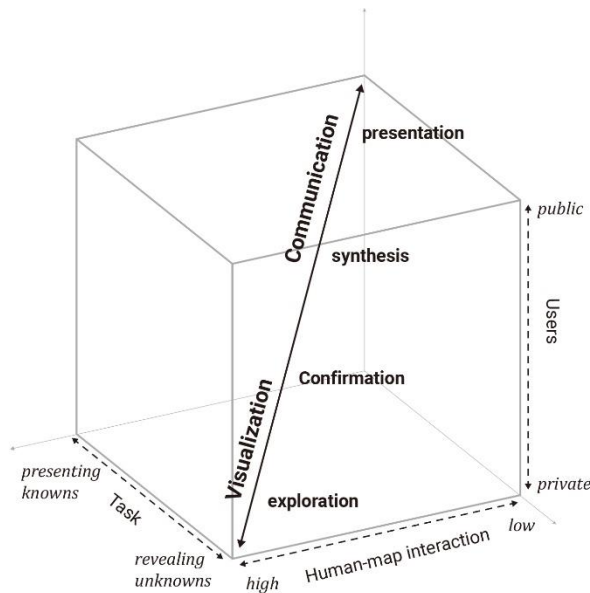 presentation
Communication
public
synthesis
Users
Confirmation
Visualization
presenting
knowns
exploration
private
Task
low
revealing
unknowns
Human-map interaction
high